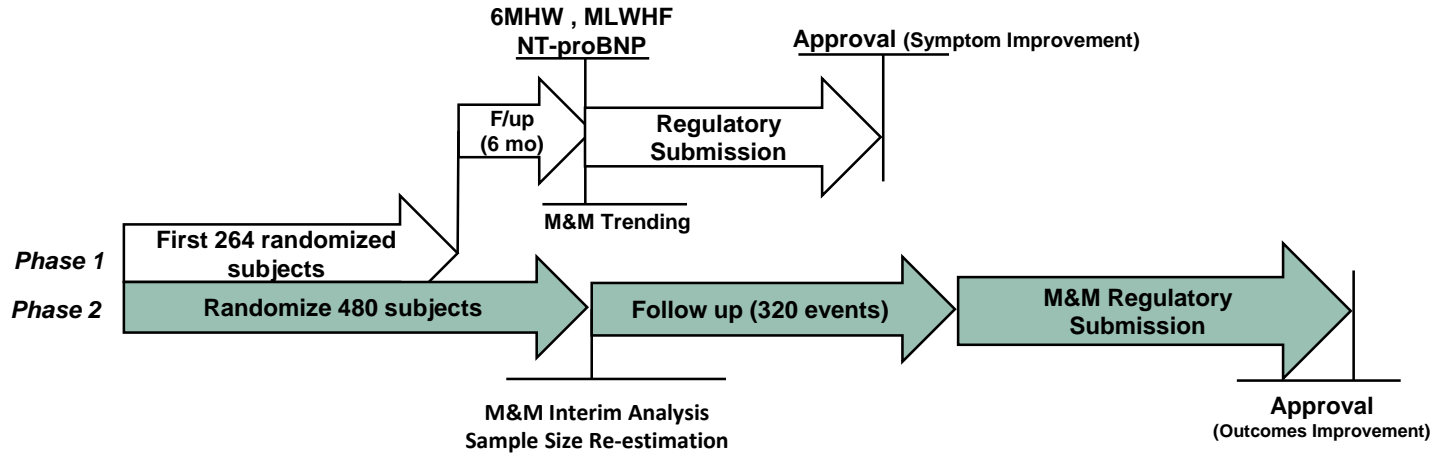 6MHW , MLWHF
NT-proBNP
Approval (Symptom Improvement)
F/up
(6 mo)
Regulatory
Submission
M&M Trending
Phase 1
First 264 randomized
subjects
Phase 2
Randomize 480 subjects
Follow up (320 events)
M&M Regulatory
Submission
M&M Interim Analysis
Sample Size Re-estimation
Approval
(Outcomes Improvement)